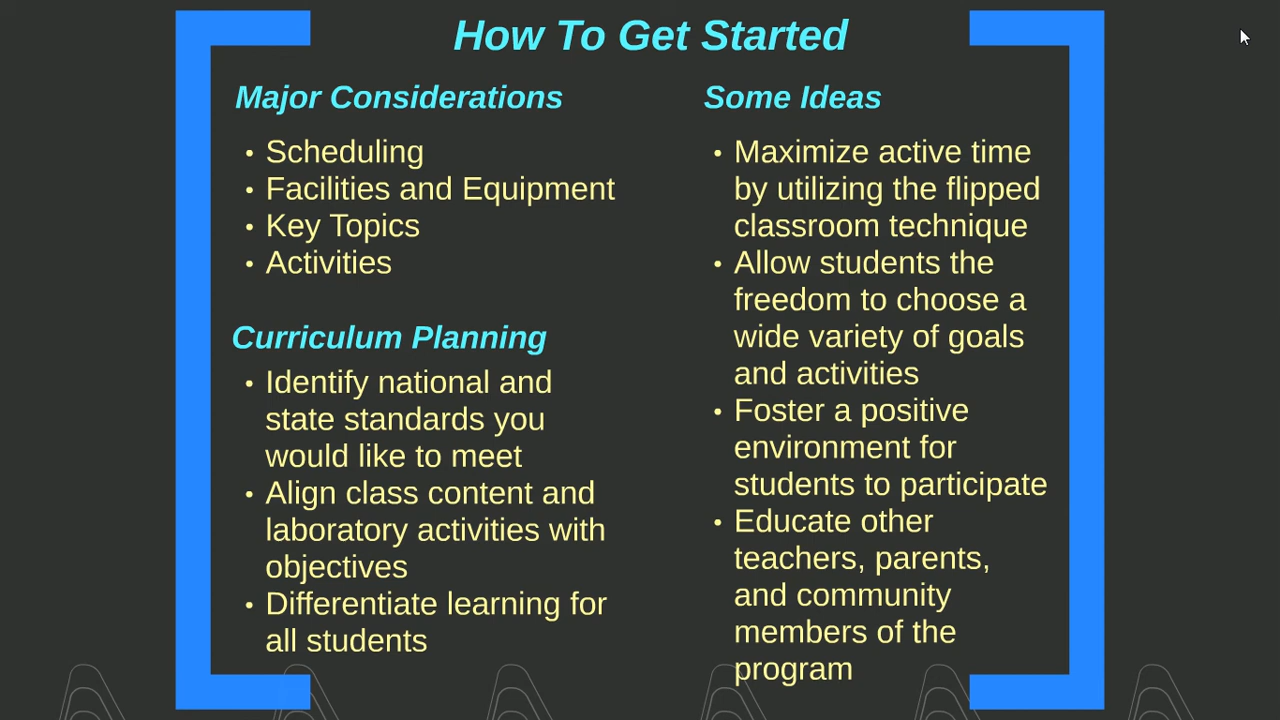 How To Get Started
Major Considerations
• Scheduling
• Facilities and Equipment
• Key Topics
• Activities
Curriculum Planning
• Identify national and
state standards you
would like to meet
• Align class content and
laboratory activities with
objectives
• Differentiate learning for
all students
Some Ideas
• Maximize active time
by utilizing the flipped
classroom technique
• Allow students the
freedom to choose a
wide variety of goals
and activities
• Foster a positive
environment for
students to participate
• Educate other
teachers, parents,
and community
members of the
program